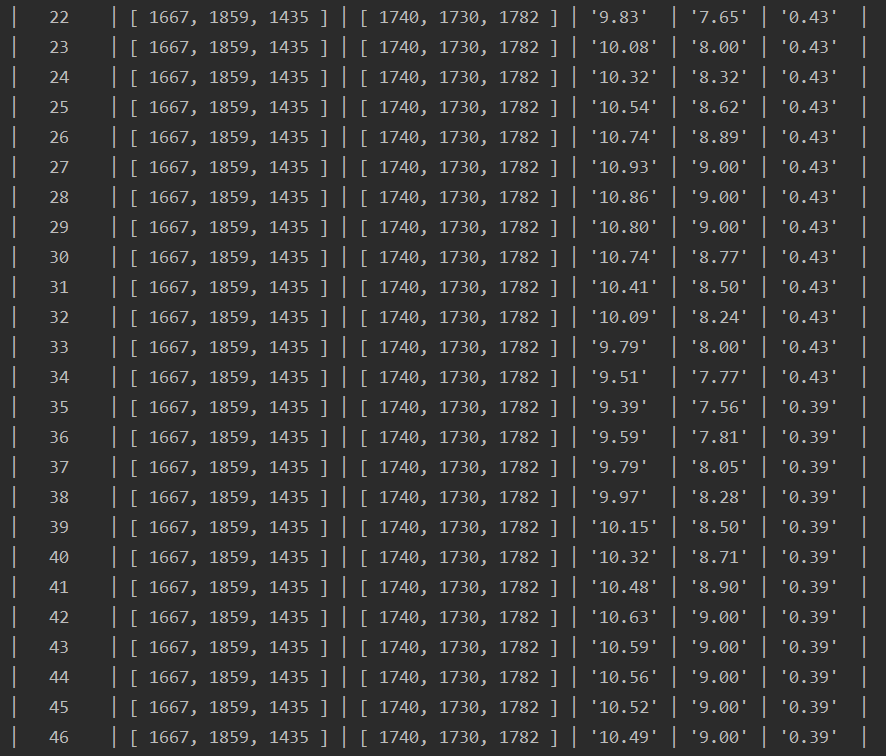 | 22 | [ 1667, 1859, 1435 ] | [ 1740, 1730, 1782 ] | '9.83' | '7.65' | '0.43' |
| 23 | [ 1667, 1859, 1435 ] | [ 1740, 1730, 1782 ] | '10.08' | '8.00' | '0.43' |
| 24 | [ 1667, 1859, 1435 ] | [ 1740, 1730, 1782 ] | '10.32' | '8.32' | '0.43' |
| 25 | [ 1667, 1859, 1435 ] | [ 1740, 1730, 1782 ] | '10.54' | '8.62' | '0.43' |
| 26 | [ 1667, 1859, 1435 ] | [ 1740, 1730, 1782 ] | '10.74' | '8.89' | '0.43' |
| 27 | [ 1667, 1859, 1435 ] | [ 1740, 1730, 1782 ] | '10.93' | '9.00' | '0.43' |
| 28 | [ 1667, 1859, 1435 ] | [ 1740, 1730, 1782 ] | '10.86' | '9.00' | '0.43' |
| 29 | [ 1667, 1859, 1435 ] | [ 1740, 1730, 1782 ] | '10.80' | '9.00' | '0.43' |
| 30 | [ 1667, 1859, 1435 ] | [ 1740, 1730, 1782 ] | '10.74' | '8.77' | '0.43' |
| 31 | [ 1667, 1859, 1435 ] | [ 1740, 1730, 1782 ] | '10.41' | '8.50' | '0.43' |
| 32 | [ 1667, 1859, 1435 ] | [ 1740, 1730, 1782 ] | '10.09' | '8.24' | '0.43' |
| 33 | [ 1667, 1859, 1435 ] | [ 1740, 1730, 1782 ] | '9.79' | '8.00' | '0.43' |
| 34 | [ 1667, 1859, 1435 ] | [ 1740, 1730, 1782 ] | '9.51' | '7.77' | '0.43' |
| 35 | [ 1667, 1859, 1435 ] | [ 1740, 1730, 1782 ] | '9.39' | '7.56' | '0.39' |
| 36 | [ 1667, 1859, 1435 ] | [ 1740, 1730, 1782 ] | '9.59' | '7.81' | '0.39' |
| 37 | [ 1667, 1859, 1435 ] | [ 1740, 1730, 1782 ] | '9.79' | '8.05' | '0.39' |
| 38 | [ 1667, 1859, 1435 ] | [ 1740, 1730, 1782 ] | '9.97' | '8.28' | '0.39' |
| 39 | [ 1667, 1859, 1435 ] | [ 1740, 1730, 1782 ] | '10.15' | '8.50' | '0.39' |
| 40 | [ 1667, 1859, 1435 ] | [ 1740, 1730, 1782 ] | '10.32' | '8.71' | '0.39' |
| 41 | [ 1667, 1859, 1435 ] | [ 1740, 1730, 1782 ] | '10.48' | '8.90' | '0.39' |
| 42 | [ 1667, 1859, 1435 ] | [ 1740, 1730, 1782 ] | '10.63' | '9.00' | '0.39' |
| 43 | [ 1667, 1859, 1435 ] | [ 1740, 1730, 1782 ] | '10.59' | '9.00' | '0.39' |
| 44 | [ 1667, 1859, 1435 ] | [ 1740, 1730, 1782 ] | '10.56' | '9.00' | '0.39' |
| 45 | [ 1667, 1859, 1435 ] | [ 1740, 1730, 1782 ] | '10.52' | '9.00' | '0.39' |
| 46 | [ 1667, 1859, 1435 ] | [ 1740, 1730, 1782 ] | '10.49' | '9.00' | '0.39' |